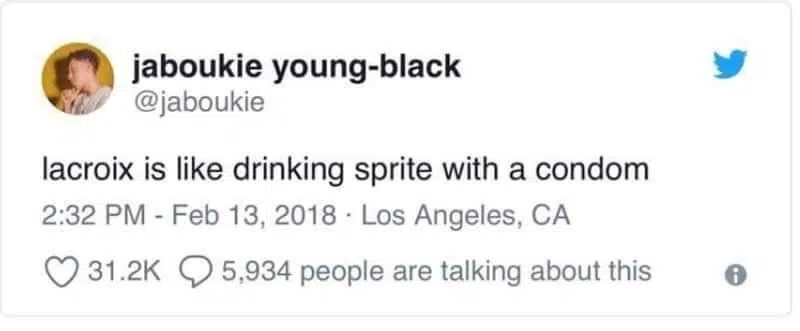 jaboukie young-black
@jaboukie
lacroix is like drinking sprite with a condom
2:32 PM - Feb 13, 2018 · Los Angeles, CA
31.2K 5,934 people are talking about this